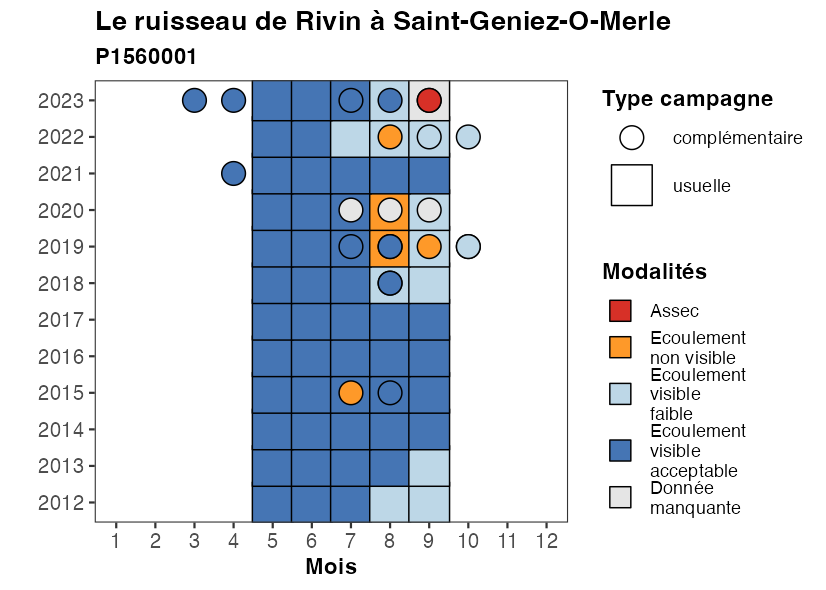 Le ruisseau de Rivin à Saint-Geniez-O-Merle
P1560001
2023
2022
2021
2020
2019
2018
2017
2016
2015
2014
2013
2012
1 2 3 4 5 6 7 8 9 10 11 12
Mois
Type campagne
complémentaire
usuelle
Modalités
Assec
Ecoulement
non visible
Ecoulement
visible
faible
Ecoulement
visible
acceptable
Donnée
manquante